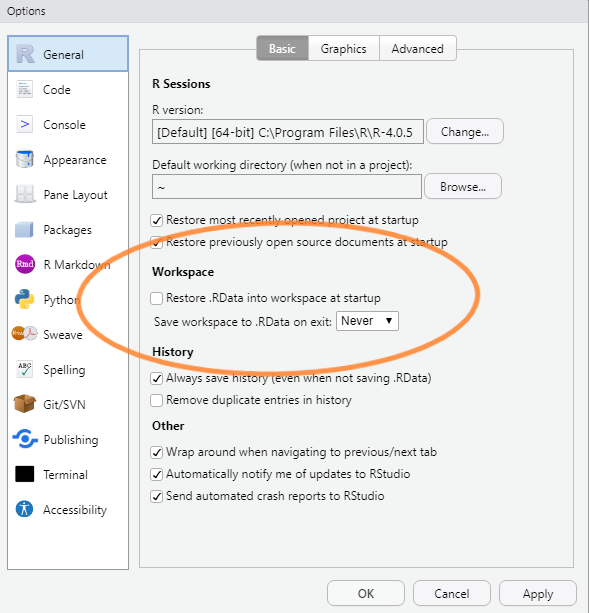 Options
General
Code
Console
Appearance
Pane Layout
Packages
R Markdown
Python
Sweave
Spelling
Git/SVN
Publishing
Terminal
Accessibility
Basic Graphics Advanced
R Sessions
R version:
[Default] [64-bit] C:\Program Files\R\R-4.0.5 Change...
Default working directory (when not in a project):
~ Browse...
Restore most recently opened project at startup
Restore previously open source documents at startup
Workspace
Restore .RData into workspace at startup
Save workspace to .RData on exit: Never
History
Always save history (even when not saving .RData)
Remove duplicate entries in history
Other
Wrap around when navigating to previous/next tab
Automatically notify me of updates to RStudio
Send automated crash reports to RStudio
OK Cancel Apply